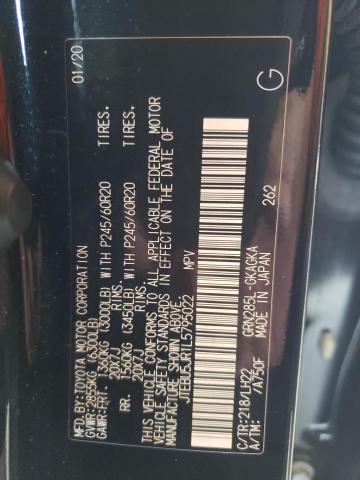 MFD.BY:TOYOTA MOTOR CORPORATION 01/20
GVWR:2855KG (6300LB)
GAWR:FRT. 1360KG (3000LB) WITH P245/60R20 TIRES.
20X7J RIMS.
RR. 1560KG (3450LB) WITH P245/60R20 TIRES.
20X7J RIMS.
THIS VEHICLE CONFORMS TO ALL APPLICABLE FEDERAL MOTOR
VEHICLE SAFETY STANDARDS IN EFFECT ON THE DATE OF
MANUFACTURE SHOWN ABOVE.
JTEBU5JR1L5795022 MPV
262
GRN285L-GKAGKA
MADE IN JAPAN
C/TR:218/LH22
A/TM: /A750F
G